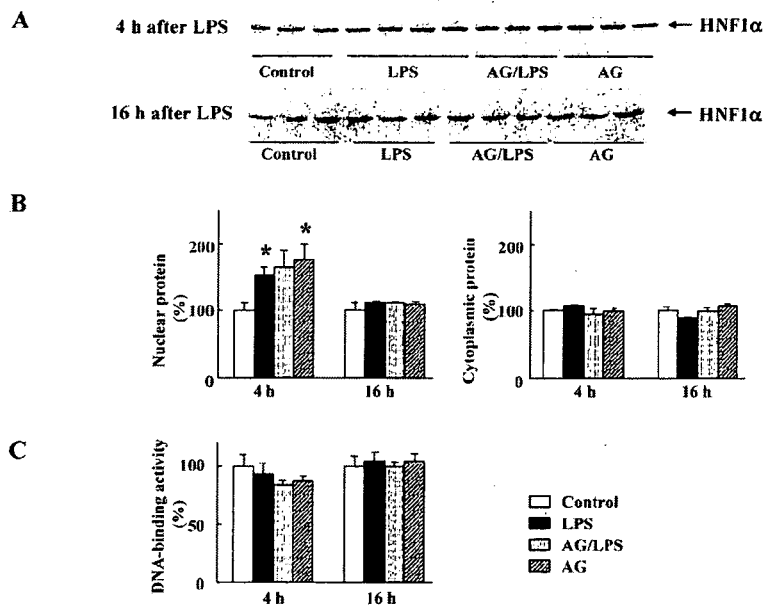 A
4 h after LPS
HNF1α
Control LPS AG/LPS AG
16 h after LPS
HNF1α
Control LPS AG/LPS AG
B
Nuclear protein
(%)
200
100
0
* *
4 h 16 h
Cytoplasmic protein
(%)
200
100
0
4 h 16 h
C
DNA-binding activity
(%)
100
50
0
4 h 16 h
Control
LPS
AG/LPS
AG